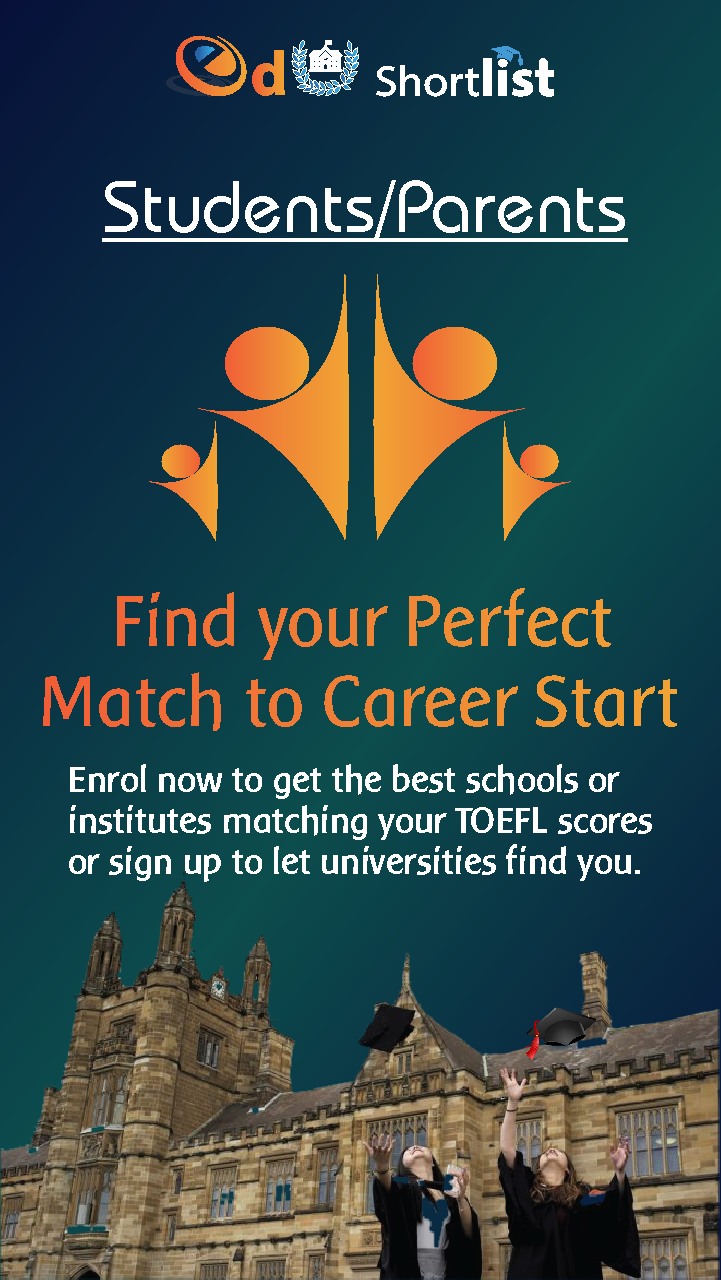 ed Shortlist
Students/Parents
Find your Perfect
Match to Career Start
Enrol now to get the best schools or
institutes matching your TOEFL scores
or sign up to let universities find you.